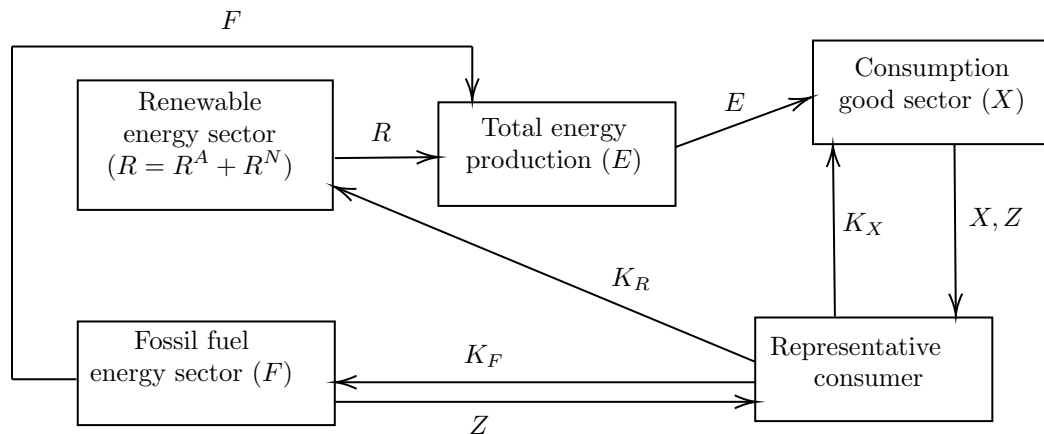 F
Renewable
energy sector
(R = R^A + R^N)
R
Total energy
production (E)
E
Consumption
good sector (X)
K_X
X, Z
K_R
Fossil fuel
energy sector (F)
K_F
Z
Representative
consumer